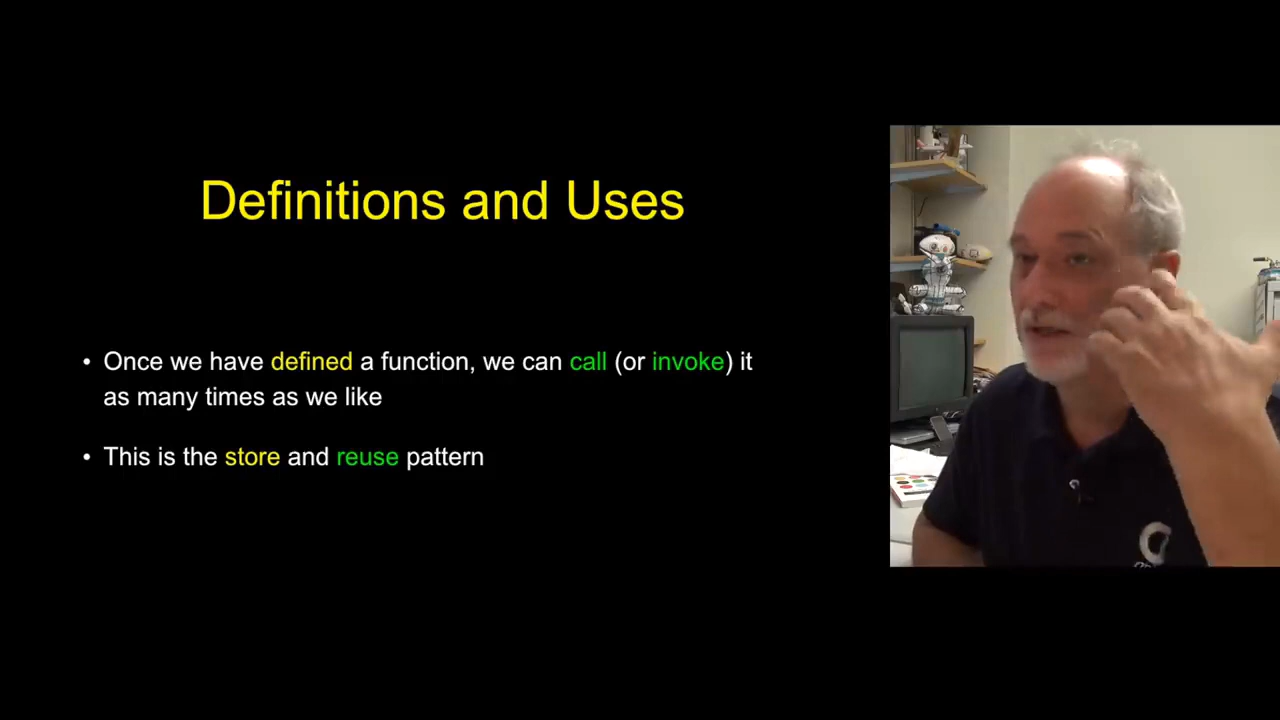 Definitions and Uses
• Once we have defined a function, we can call (or invoke) it
as many times as we like
• This is the store and reuse pattern